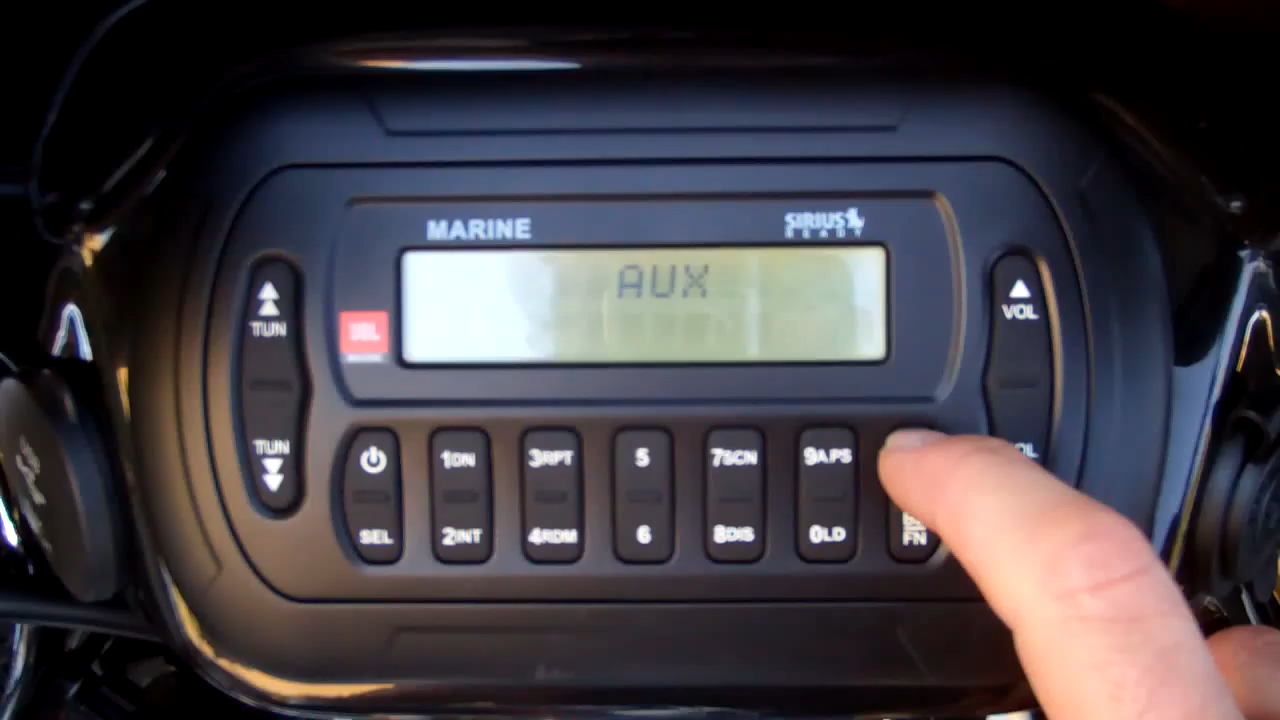 MARINE
SIRIUS
READY
AUX
TUN
TUN
JBL
VOL
VOL
1DN
3RPT
5
7SCN
9A.PS
SEL
2INT
4RDM
6
8DIS
0LD
FN